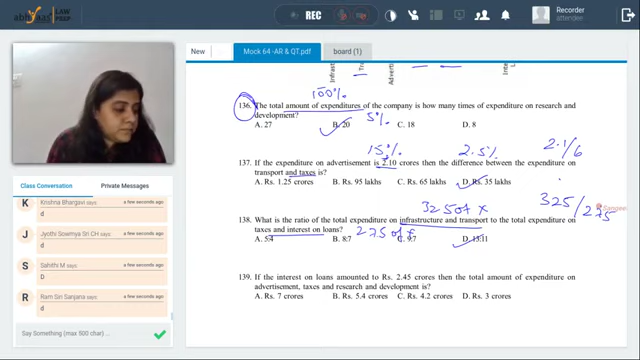 abhyaas LAW PREP
REC
Recorder
attendee
New
Mock 64-AR & QT.pdf
board (1)
100%
136. The total amount of expenditures of the company is how many times of expenditure on research and
development?
A. 27 B. 20 C. 18 D. 8
5%
15% 2.5% 2.1/6
137. If the expenditure on advertisement is 2.10 crores then the difference between the expenditure on
transport and taxes is?
A. Rs. 1.25 crores B. Rs. 95 lakhs C. Rs. 65 lakhs D. Rs. 35 lakhs
325 of x 325/275
138. What is the ratio of the total expenditure on infrastructure and transport to the total expenditure on
taxes and interest on loans? 275 of x
A. 5:4 B. 8:7 C. 9:7 D. 13:11
139. If the interest on loans amounted to Rs. 2.45 crores then the total amount of expenditure on
advertisement, taxes and research and development is?
A. Rs. 7 crores B. Rs. 5.4 crores C. Rs. 4.2 crores D. Rs. 3 crores
Class Conversation Private Messages
K Krishna Bhargavi says a few seconds ago
d
J Jyothi Sowmya Sri CH says a few seconds ago
d
S Sahithi M says a few seconds ago
D
R Ram Siri Sanjana says a few seconds ago
d
Say Something (max 500 char)